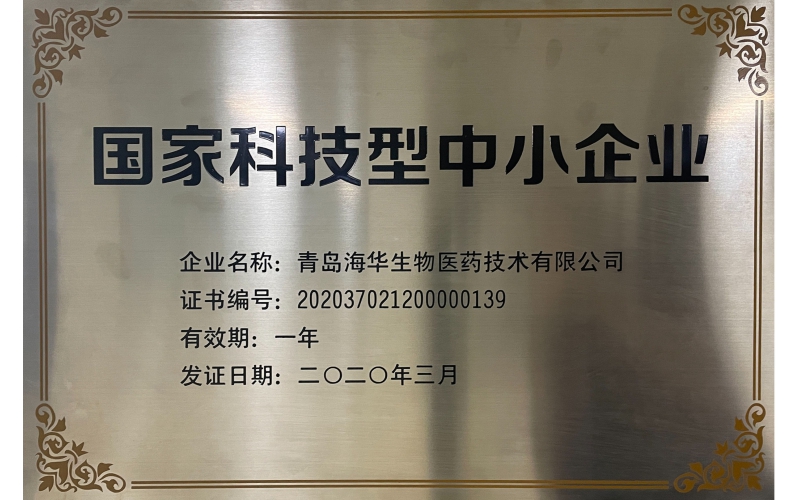 国家科技型中小企业
企业名称：青岛海华生物医药技术有限公司
证书编号：202037021200000139
有效期：一年
发证日期：二〇二〇年三月